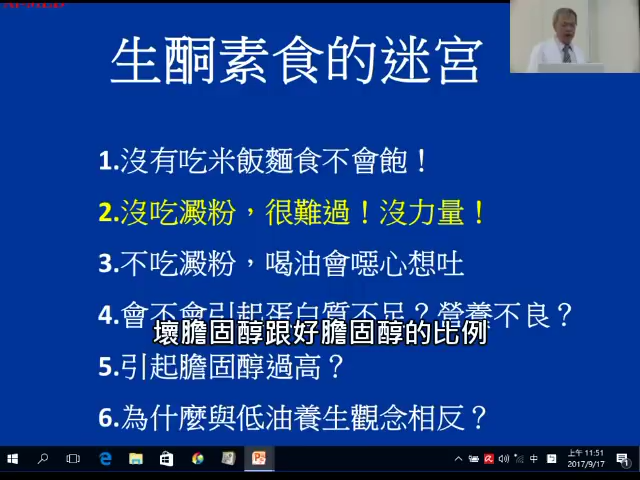 生酮素食的迷宮
1.沒有吃米飯麵食不會飽！
2.沒吃澱粉，很難過！沒力量！
3.不吃澱粉，喝油會噁心想吐
4.會不會引起蛋白質不足？營養不良？
壞膽固醇跟好膽固醇的比例
5.引起膽固醇過高？
6.為什麼與低油養生觀念相反？
中
上午 11:51
2017/9/17